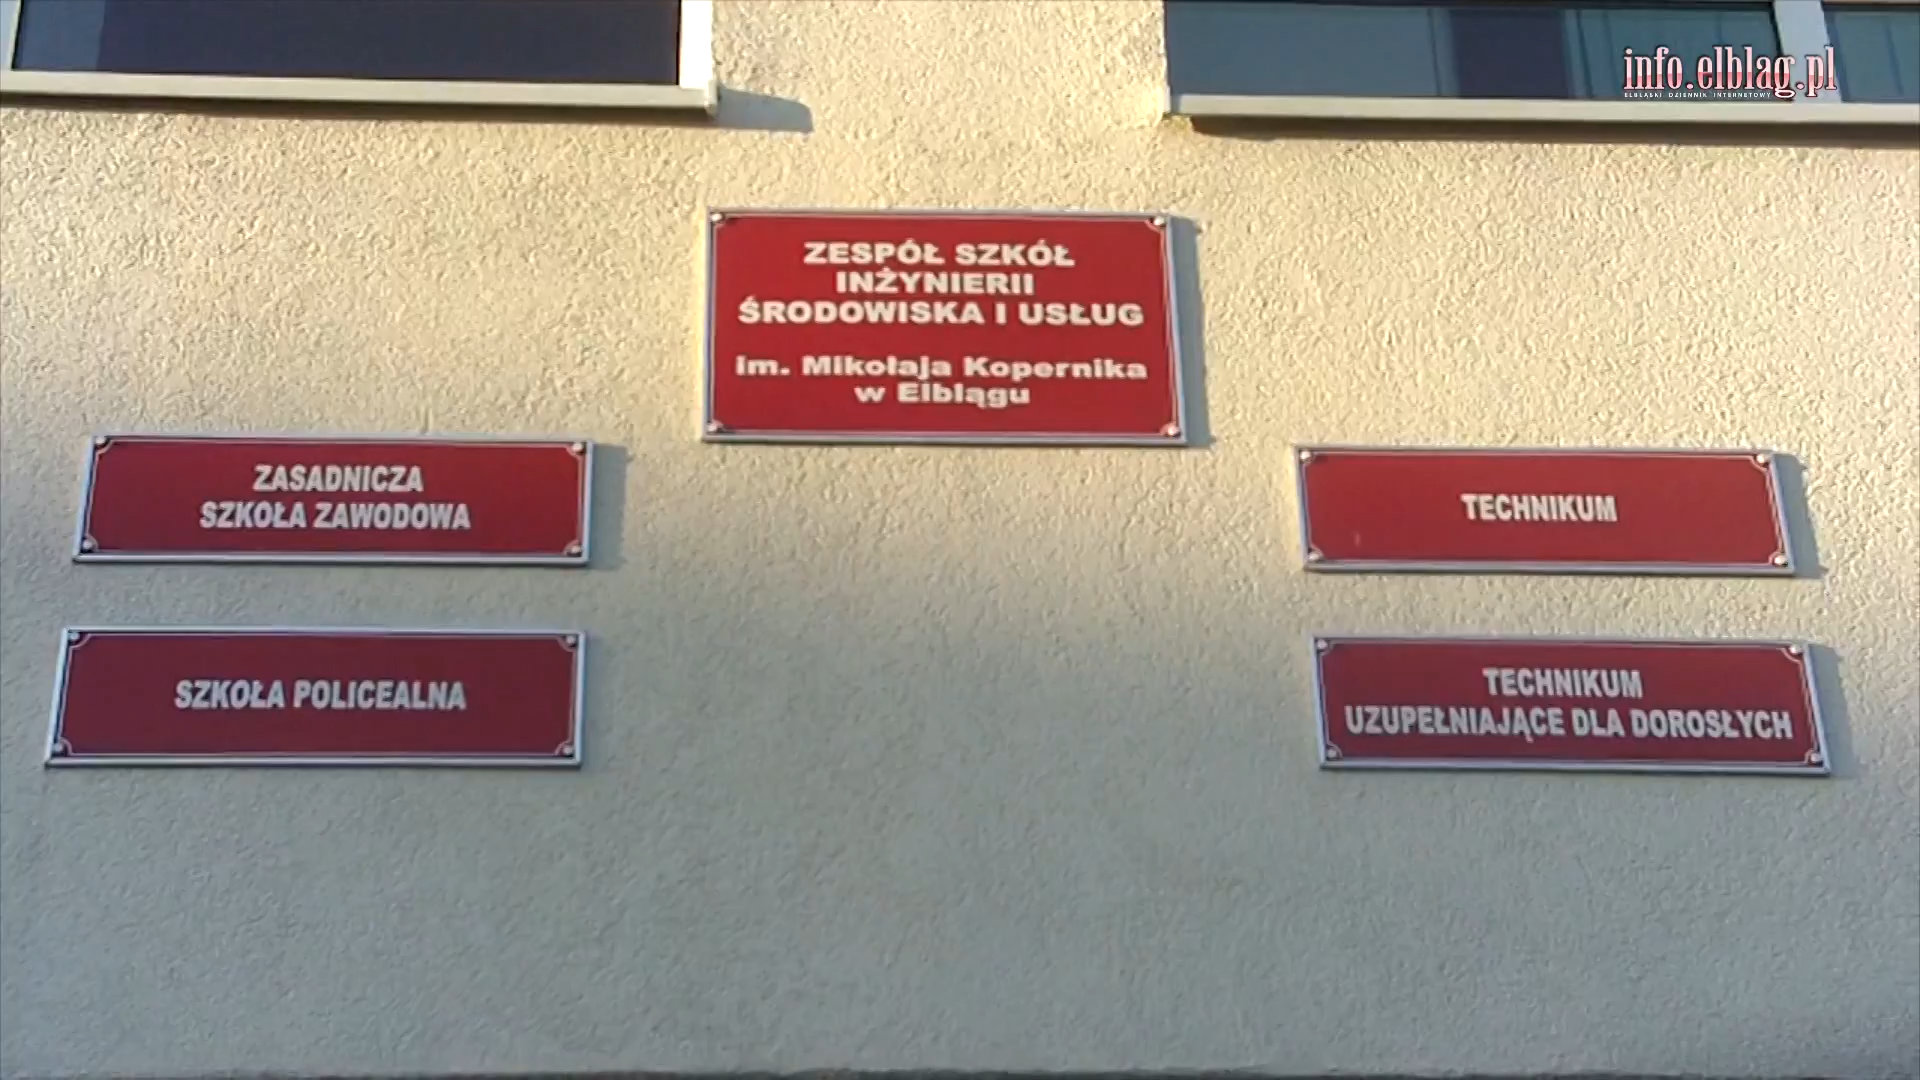 info.elblag.pl
ELBLĄSKI DZIENNIK INTERNETOWY
ZESPÓŁ SZKÓŁ
INŻYNIERII
ŚRODOWISKA I USŁUG
im. Mikołaja Kopernika
w Elblągu
ZASADNICZA
SZKOŁA ZAWODOWA
TECHNIKUM
SZKOŁA POLICEALNA
TECHNIKUM
UZUPEŁNIAJĄCE DLA DOROSŁYCH